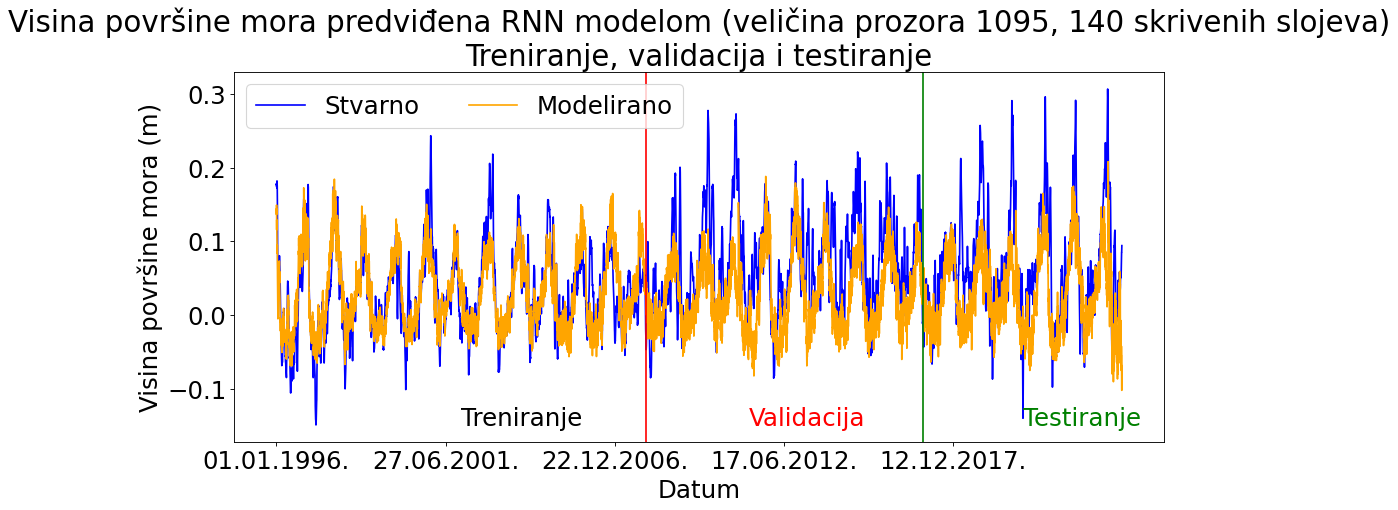 Visina površine mora predviđena RNN modelom (veličina prozora 1095, 140 skrivenih slojeva)
Treniranje, validacija i testiranje
Stvarno
Modelirano
Visina površine mora (m)
0.3
0.2
0.1
0.0
−0.1
Treniranje
Validacija
Testiranje
01.01.1996.
27.06.2001.
22.12.2006.
17.06.2012.
12.12.2017.
Datum